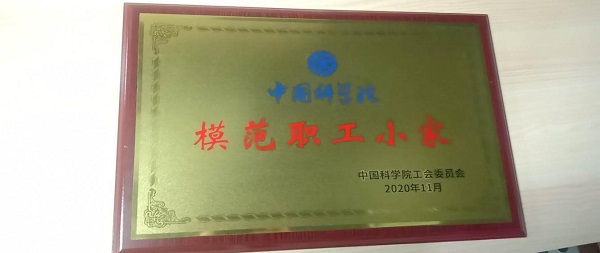 中国科学院
模范职工小家
中国科学院工会委员会
2020年11月